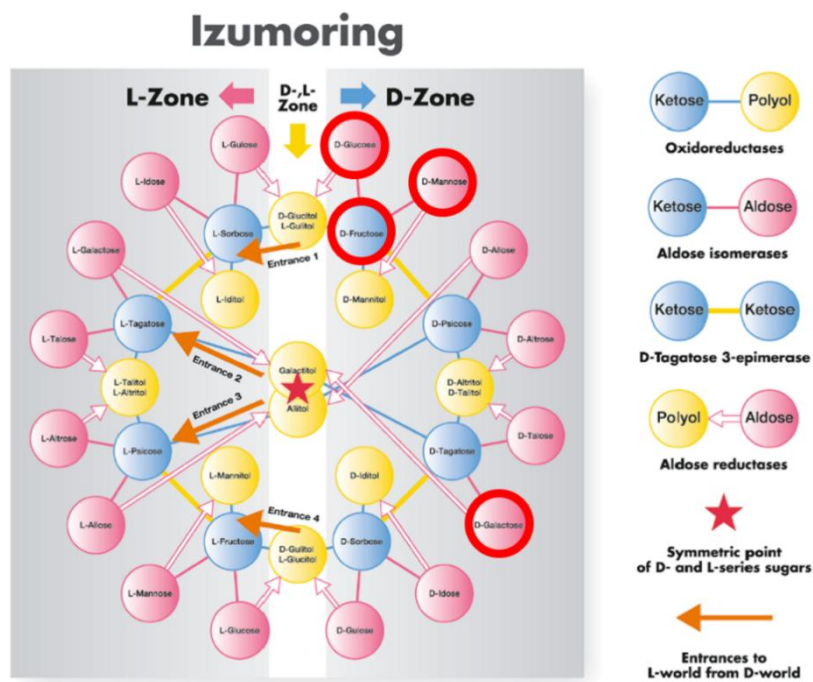 Izumoring
L-Zone
D-,L-
Zone
D-Zone
L-Gulose
D-Glucose
L-Idose
D-Mannose
L-Sorbose
D-Glucitol
L-Gulitol
D-Fructose
L-Galactose
D-Allose
Entrance 1
L-Iditol
D-Mannitol
L-Tagatose
D-Psicose
L-Talose
D-Altrose
Entrance 2
Galactitol
L-Talitol
L-Altritol
D-Altritol
D-Talitol
Entrance 3
Allitol
L-Altrose
L-Psicose
D-Tagatose
D-Talose
L-Mannitol
D-Iditol
L-Allose
D-Galactose
Entrance 4
L-Fructose
D-Gulitol
L-Glucitol
D-Sorbose
L-Mannose
D-Idose
L-Glucose
D-Gulose
Ketose
Polyol
Oxidoreductases
Ketose
Aldose
Aldose isomerases
Ketose
Ketose
D-Tagatose 3-epimerase
Polyol
Aldose
Aldose reductases
Symmetric point
of D- and L-series sugars
Entrances to
L-world from D-world